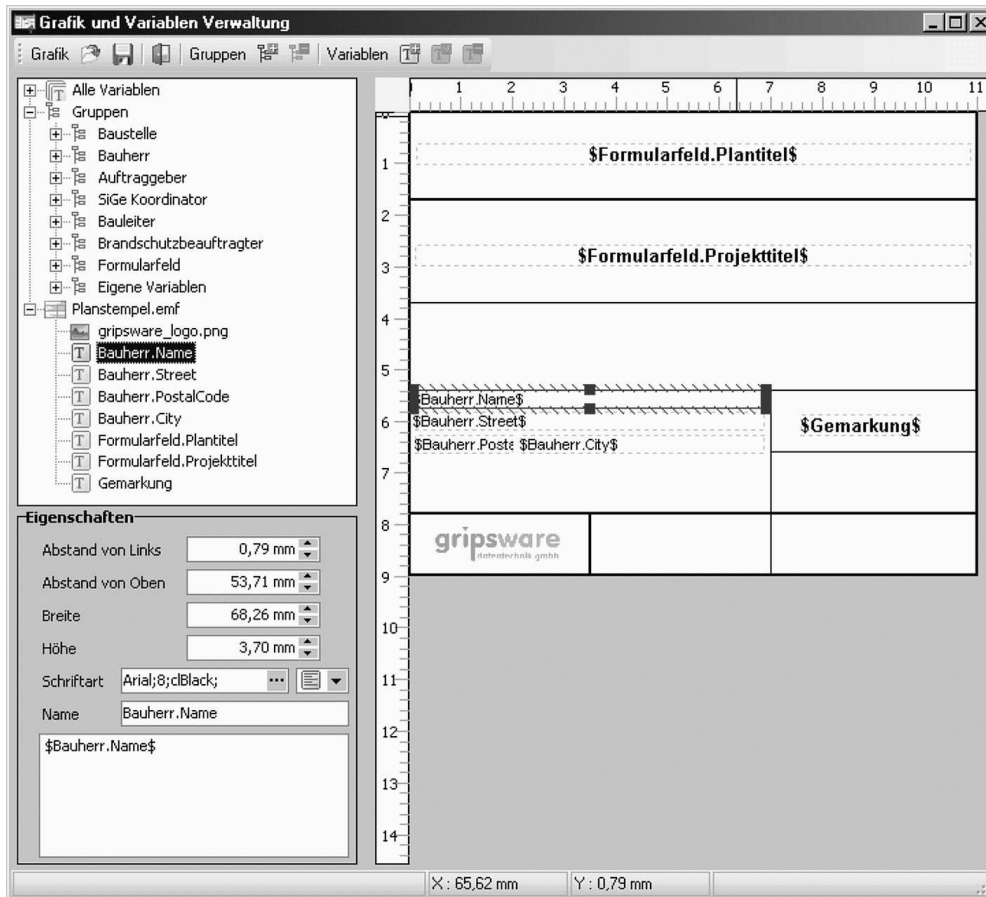 Grafik und Variablen Verwaltung
Grafik Gruppen Variablen
Alle Variablen
Gruppen
Baustelle
Bauherr
Auftraggeber
SiGe Koordinator
Bauleiter
Brandschutzbeauftragter
Formularfeld
Eigene Variablen
Planstempel.emf
gripsware_logo.png
Bauherr.Name
Bauherr.Street
Bauherr.PostalCode
Bauherr.City
Formularfeld.Plantitel
Formularfeld.Projekttitel
Gemarkung
Eigenschaften
Abstand von Links 0,79 mm
Abstand von Oben 53,71 mm
Breite 68,26 mm
Höhe 3,70 mm
Schriftart Arial;8;clBlack; ...
Name Bauherr.Name
$Bauherr.Name$
1 2 3 4 5 6 7 8 9 10 11
1
2
3
4
5
6
7
8
9
10
11
12
13
14
$Formularfeld.Plantitel$
$Formularfeld.Projekttitel$
$Bauherr.Name$
$Bauherr.Street$
$Bauherr.Posta $Bauherr.City$
$Gemarkung$
gripsware
datentechnik gmbh
X : 65,62 mm Y : 0,79 mm